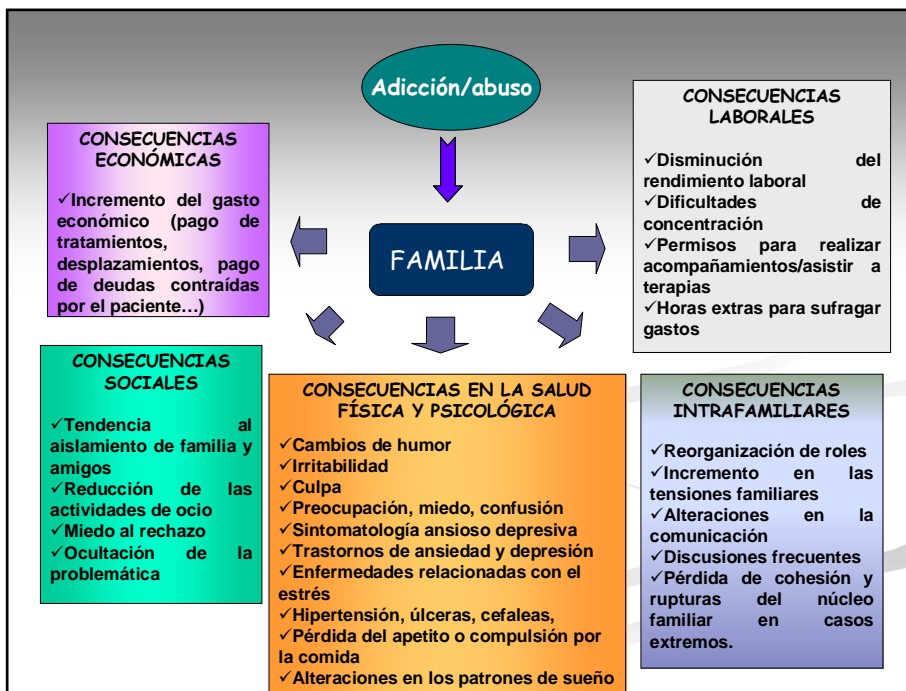 Adicción/abuso
FAMILIA
CONSECUENCIAS
ECONÓMICAS
✓Incremento del gasto
económico (pago de
tratamientos,
desplazamientos, pago
de deudas contraídas
por el paciente…)
CONSECUENCIAS
LABORALES
✓Disminución del
rendimiento laboral
✓Dificultades de
concentración
✓Permisos para realizar
acompañamientos/asistir a
terapias
✓Horas extras para sufragar
gastos
CONSECUENCIAS
SOCIALES
✓Tendencia al
aislamiento de familia y
amigos
✓Reducción de las
actividades de ocio
✓Miedo al rechazo
✓Ocultación de la
problemática
CONSECUENCIAS EN LA SALUD
FÍSICA Y PSICOLÓGICA
✓Cambios de humor
✓Irritabilidad
✓Culpa
✓Preocupación, miedo, confusión
✓Sintomatología ansioso depresiva
✓Trastornos de ansiedad y depresión
✓Enfermedades relacionadas con el
estrés
✓Hipertensión, úlceras, cefaleas,
✓Pérdida del apetito o compulsión por
la comida
✓Alteraciones en los patrones de sueño
CONSECUENCIAS
INTRAFAMILIARES
✓Reorganización de roles
✓Incremento en las
tensiones familiares
✓Alteraciones en la
comunicación
✓Discusiones frecuentes
✓Pérdida de cohesión y
rupturas del núcleo
familiar en casos
extremos.